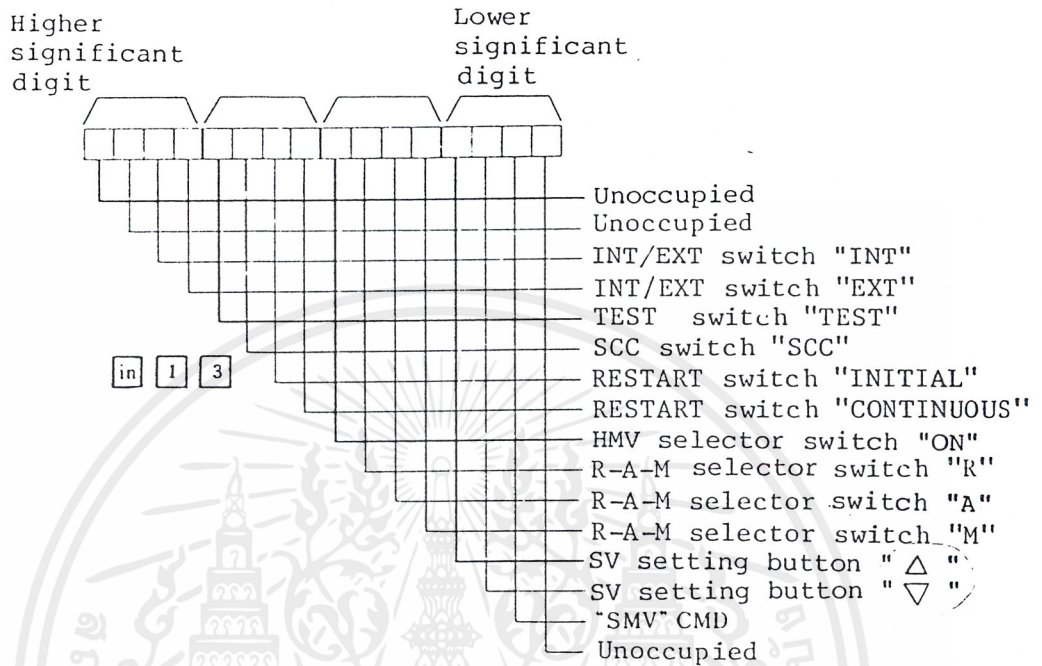 Higher
significant
digit
Lower
significant
digit
Unoccupied
Unoccupied
INT/EXT switch "INT"
INT/EXT switch "EXT"
TEST switch "TEST"
SCC switch "SCC"
in 1 3
RESTART switch "INITIAL"
RESTART switch "CONTINUOUS"
HMV selector switch "ON"
R-A-M selector switch "R"
R-A-M selector switch "A"
R-A-M selector switch "M"
SV setting button " △ "
SV setting button " ▽ "
"SMV" CMD
Unoccupied